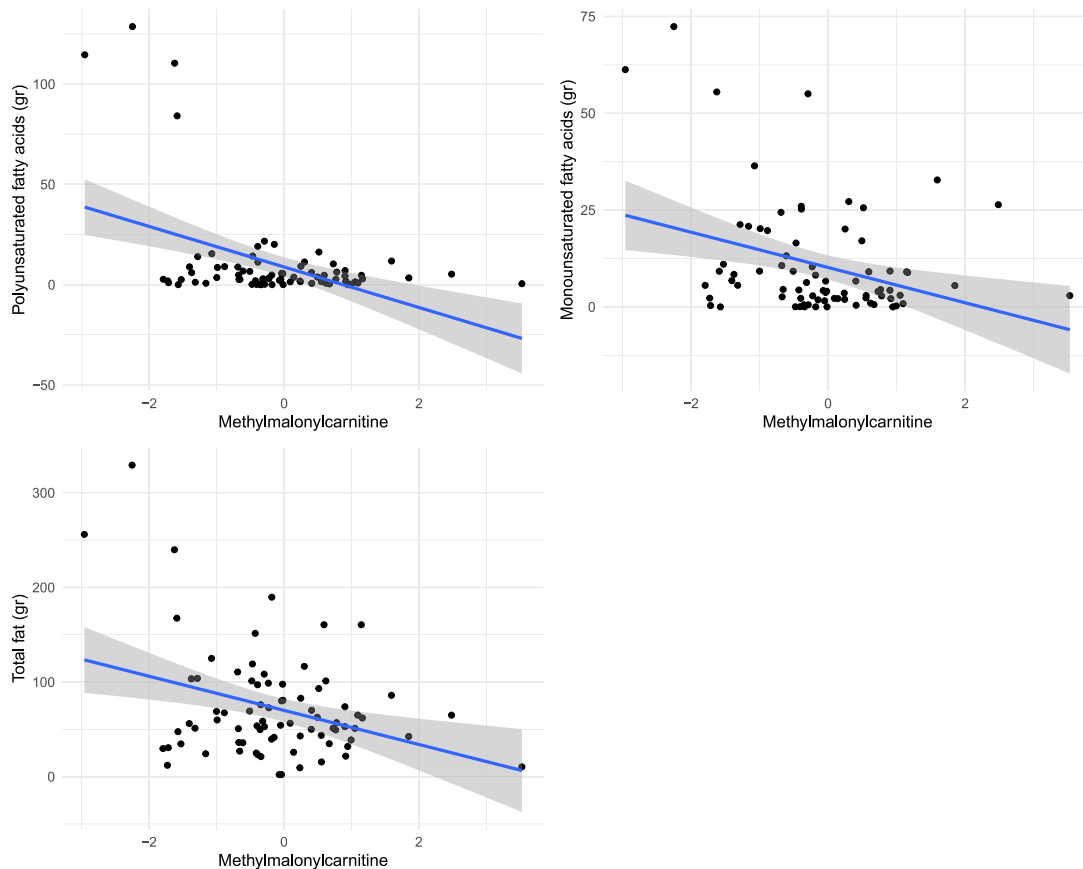 Polyunsaturated fatty acids (gr)
100
50
0
−50
−2 0 2
Methylmalonylcarnitine
Monounsaturated fatty acids (gr)
75
50
25
0
−2 0 2
Methylmalonylcarnitine
Total fat (gr)
300
200
100
0
−2 0 2
Methylmalonylcarnitine